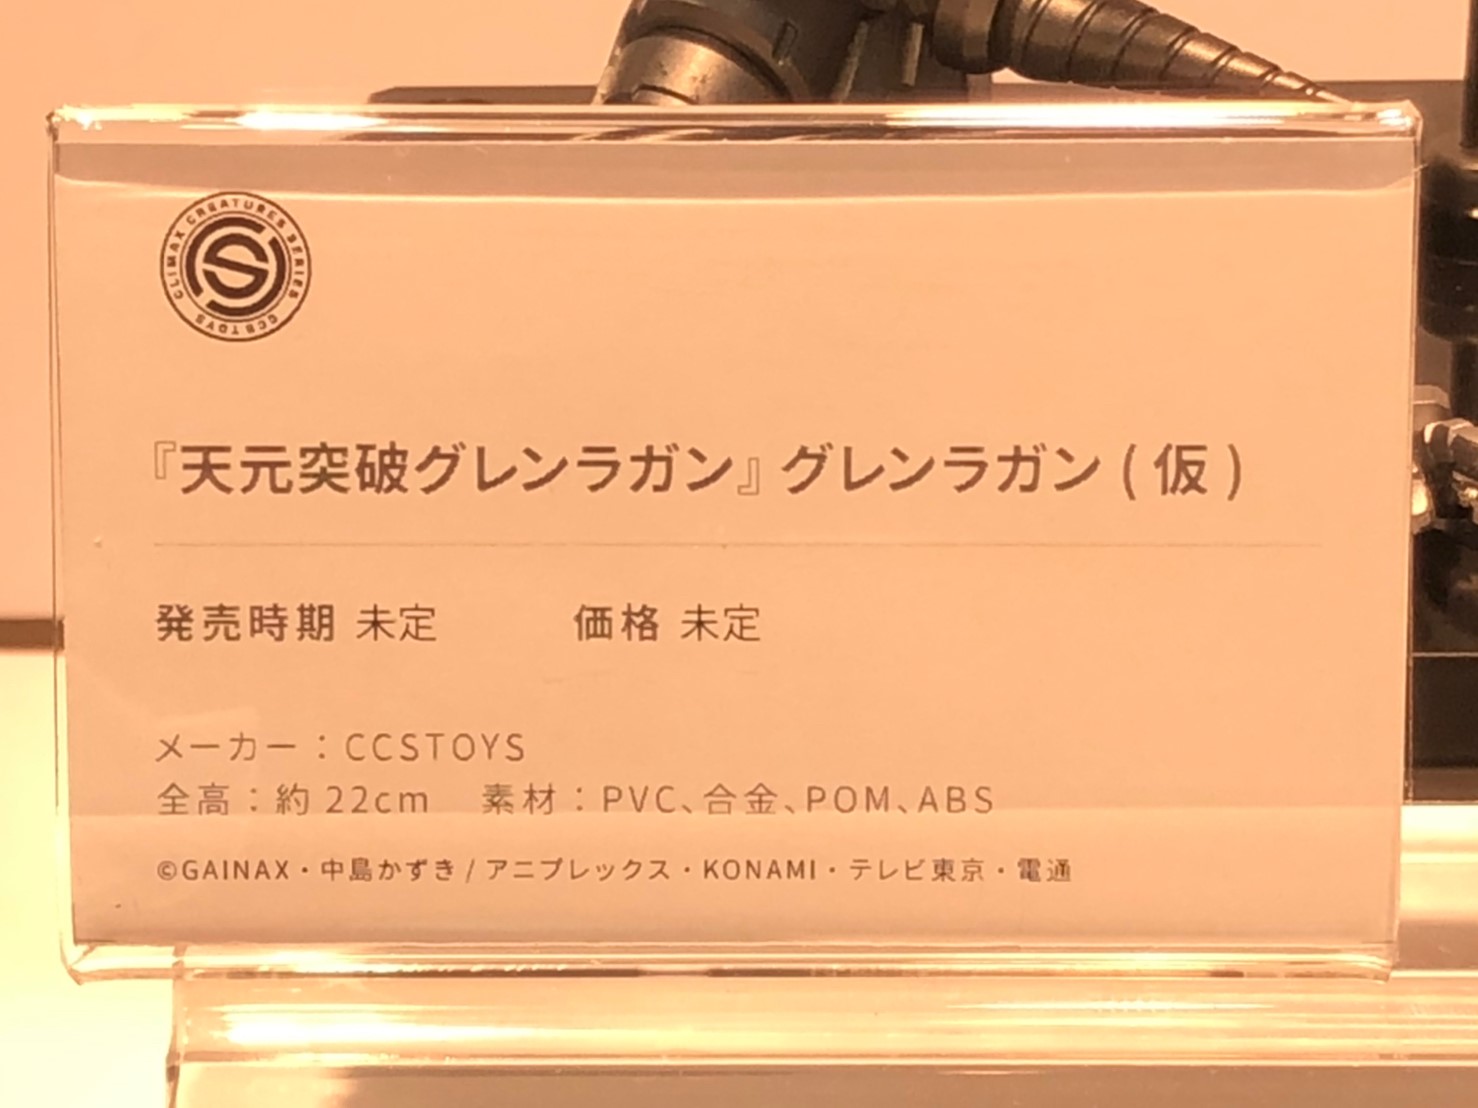 CLIMAX CREATURES SERIES
CCSTOYS
『天元突破グレンラガン』グレンラガン(仮)
発売時期 未定 価格 未定
メーカー：CCSTOYS
全高：約22cm 素材：PVC、合金、POM、ABS
©GAINAX・中島かずき/アニプレックス・KONAMI・テレビ東京・電通